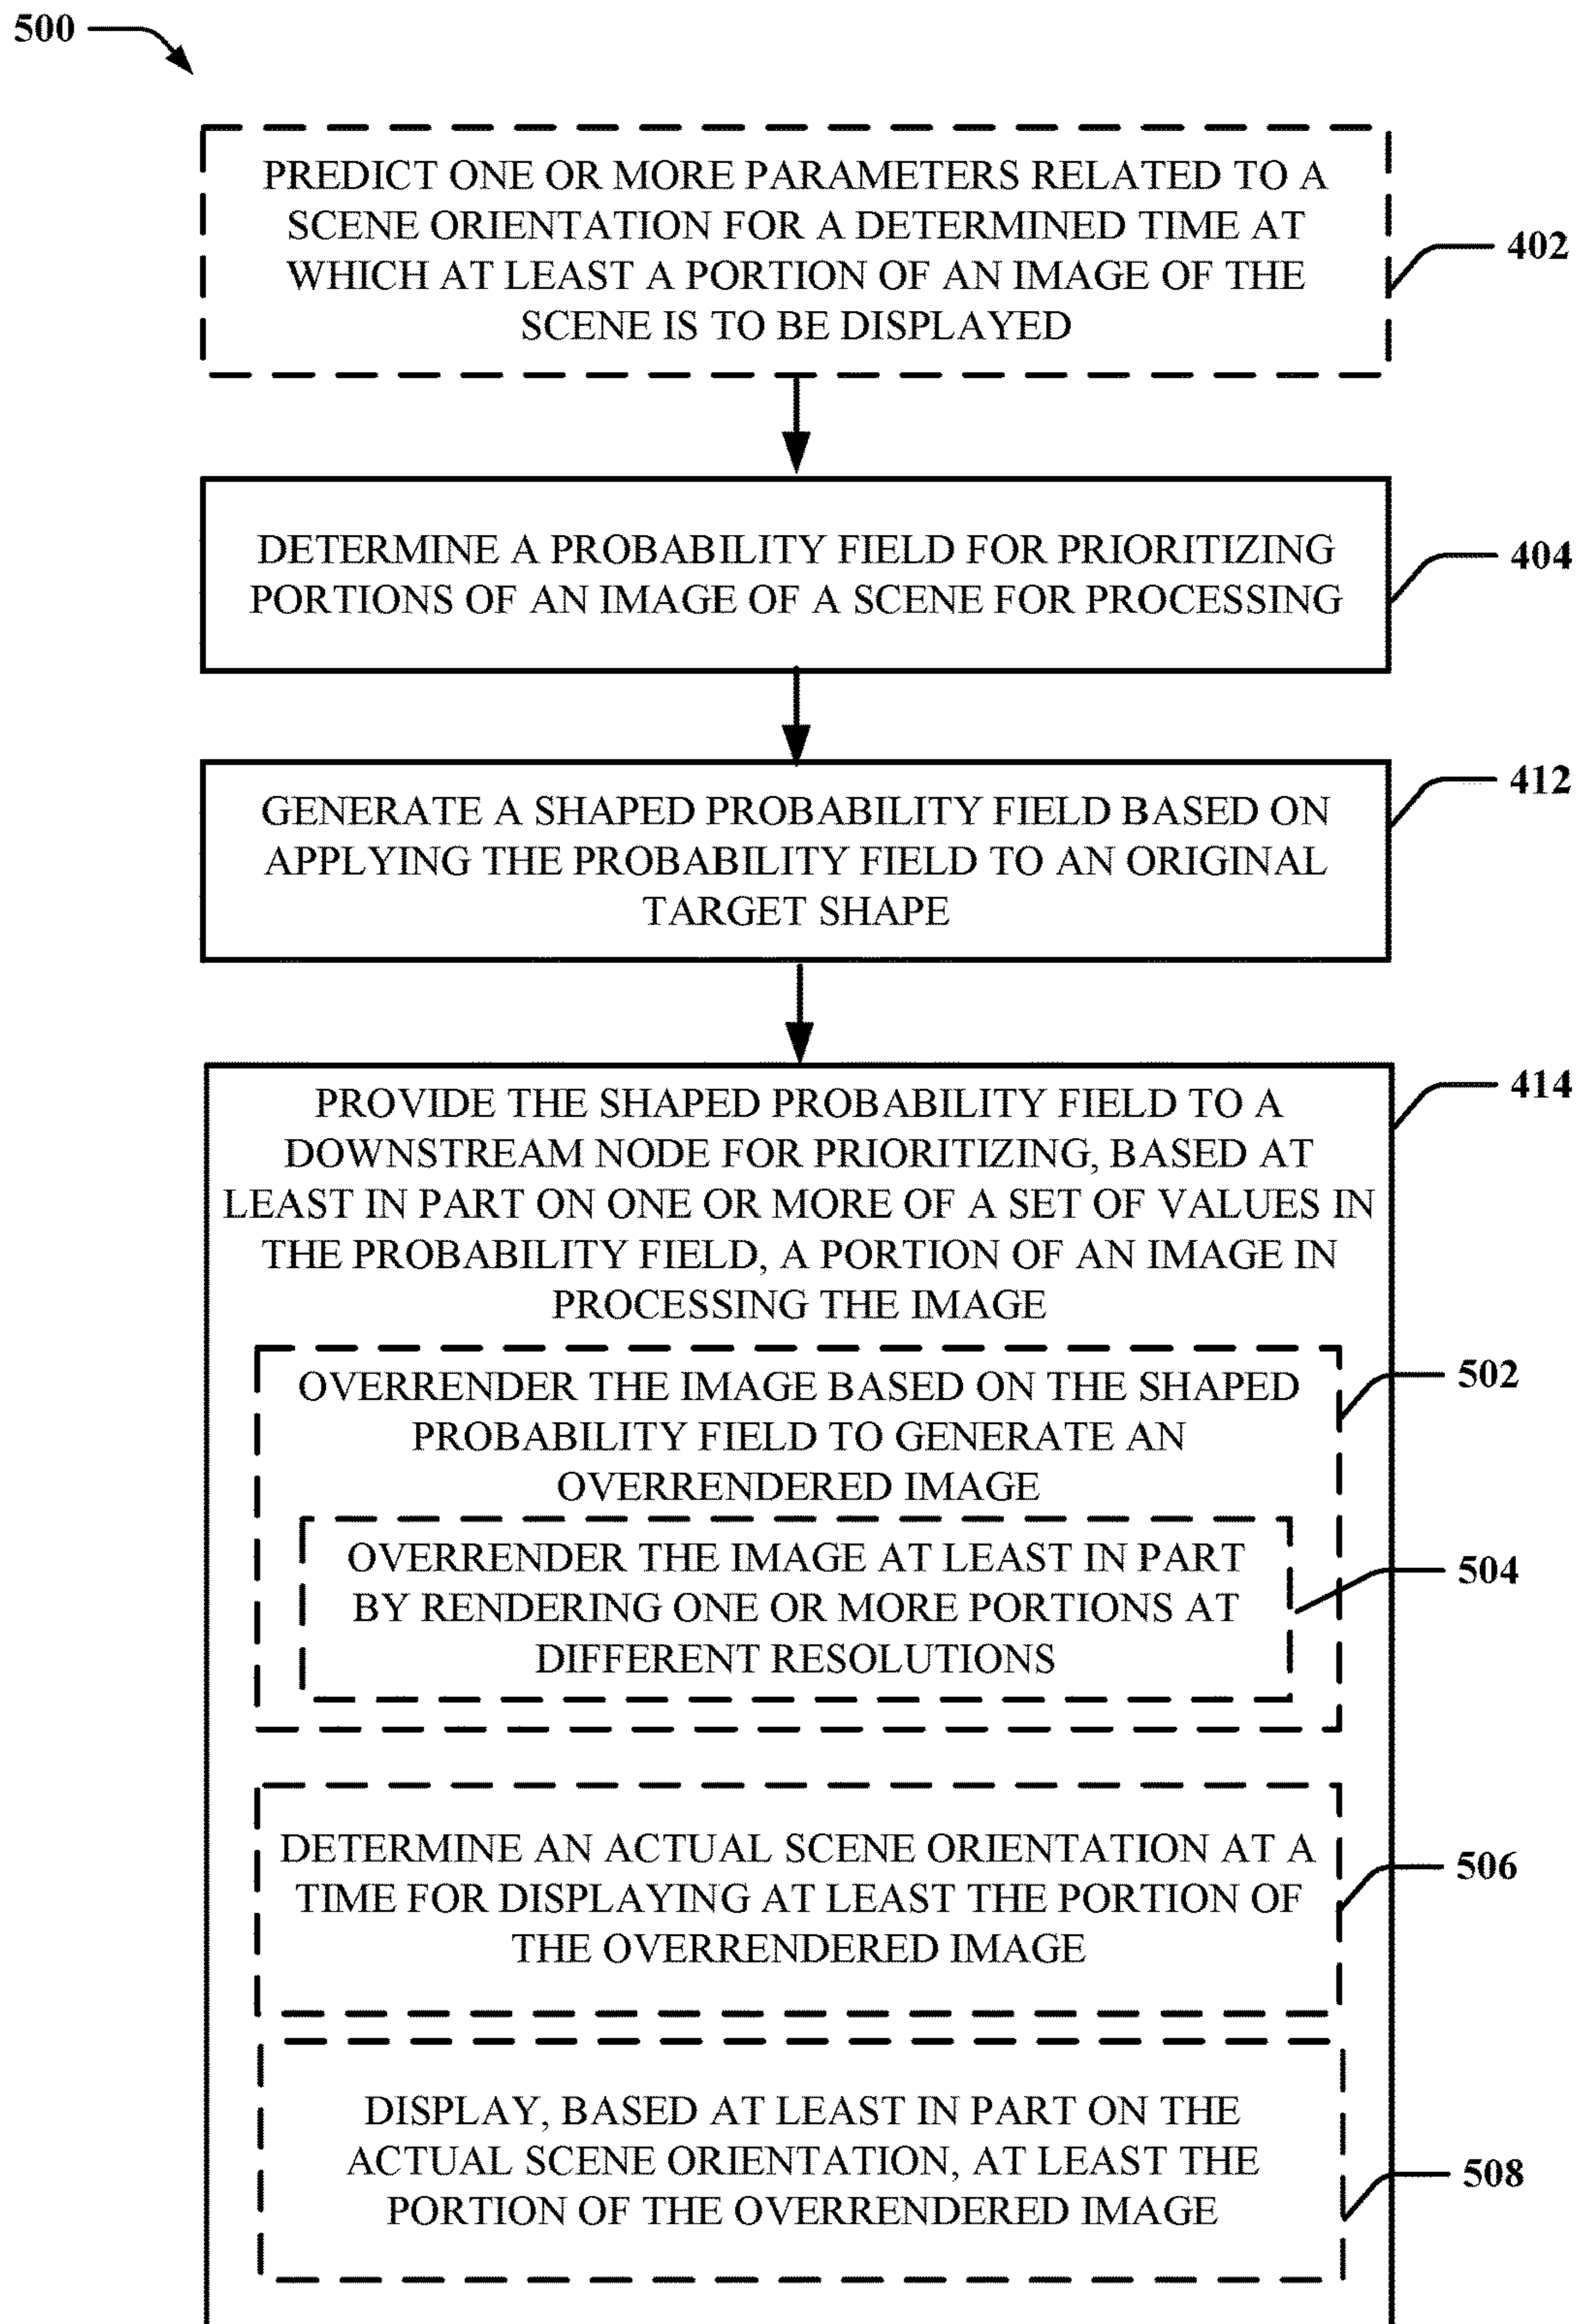 500
PREDICT ONE OR MORE PARAMETERS RELATED TO A
SCENE ORIENTATION FOR A DETERMINED TIME AT
WHICH AT LEAST A PORTION OF AN IMAGE OF THE
SCENE IS TO BE DISPLAYED
402
DETERMINE A PROBABILITY FIELD FOR PRIORITIZING
PORTIONS OF AN IMAGE OF A SCENE FOR PROCESSING
404
GENERATE A SHAPED PROBABILITY FIELD BASED ON
APPLYING THE PROBABILITY FIELD TO AN ORIGINAL
TARGET SHAPE
412
PROVIDE THE SHAPED PROBABILITY FIELD TO A
DOWNSTREAM NODE FOR PRIORITIZING, BASED AT
LEAST IN PART ON ONE OR MORE OF A SET OF VALUES IN
THE PROBABILITY FIELD, A PORTION OF AN IMAGE IN
PROCESSING THE IMAGE
414
OVERRENDER THE IMAGE BASED ON THE SHAPED
PROBABILITY FIELD TO GENERATE AN
OVERRENDERED IMAGE
502
OVERRENDER THE IMAGE AT LEAST IN PART
BY RENDERING ONE OR MORE PORTIONS AT
DIFFERENT RESOLUTIONS
504
DETERMINE AN ACTUAL SCENE ORIENTATION AT A
TIME FOR DISPLAYING AT LEAST THE PORTION OF
THE OVERRENDERED IMAGE
506
DISPLAY, BASED AT LEAST IN PART ON THE
ACTUAL SCENE ORIENTATION, AT LEAST THE
PORTION OF THE OVERRENDERED IMAGE
508